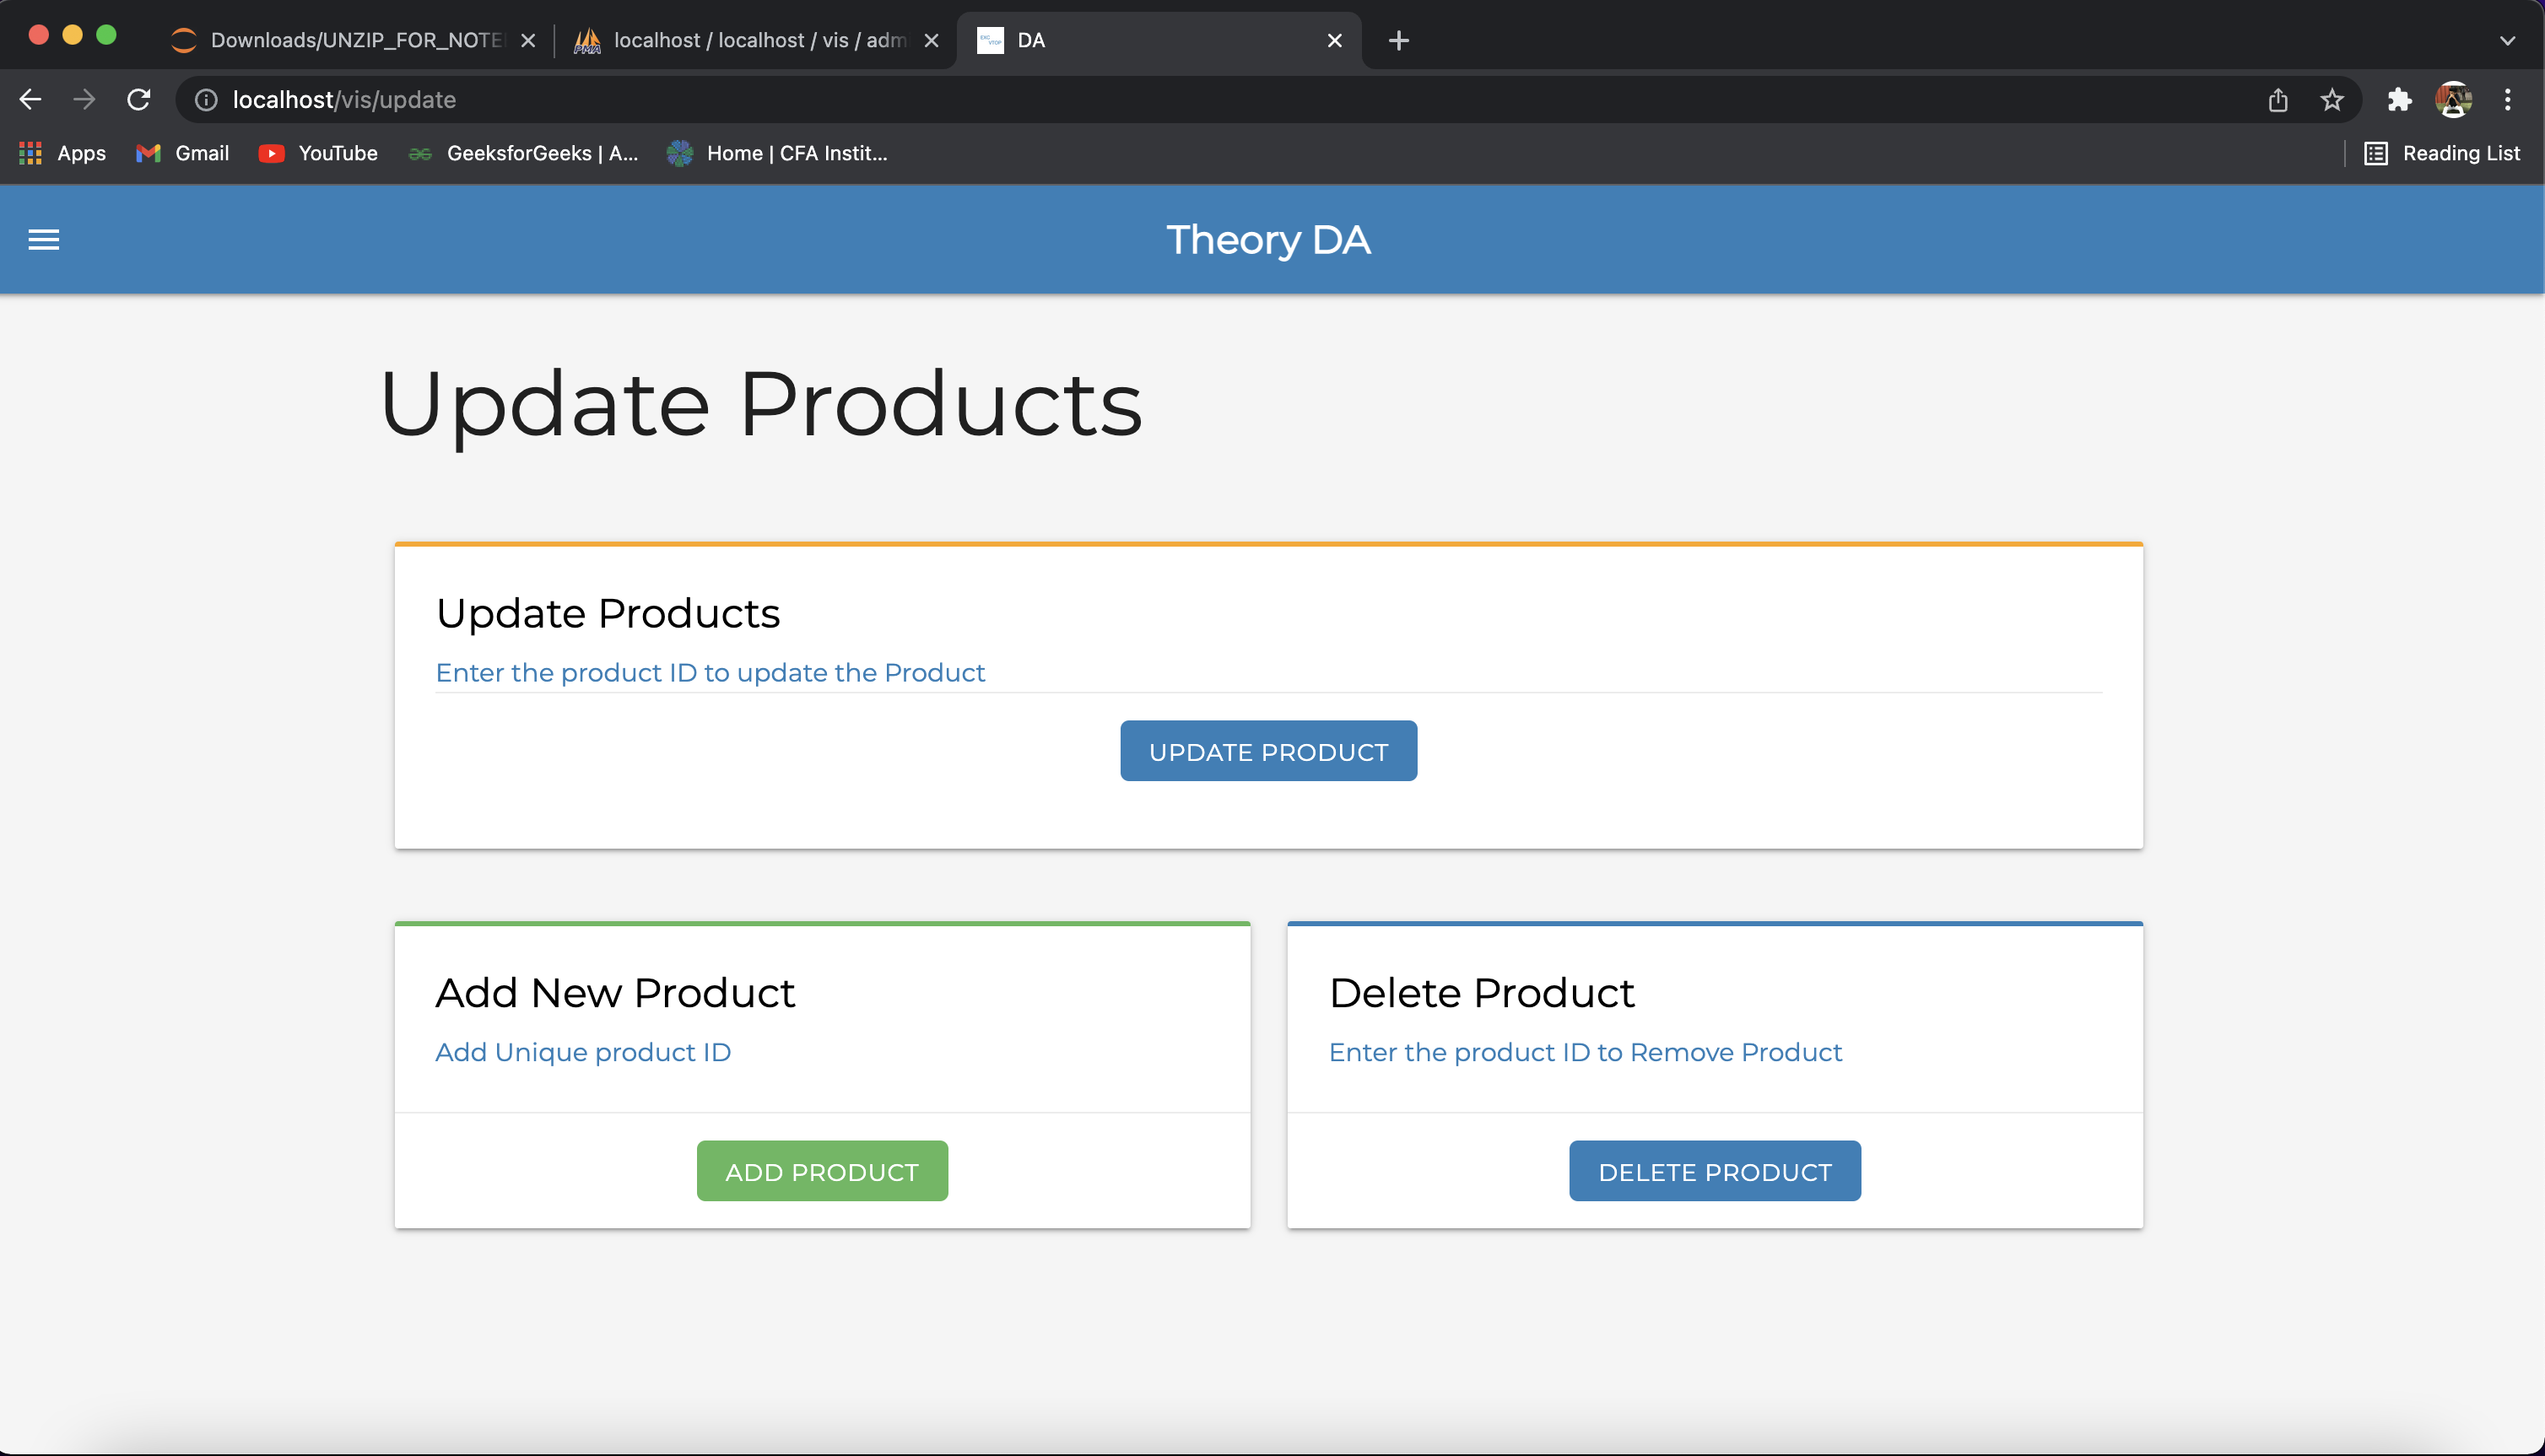 Downloads/UNZIP_FOR_NOTE
localhost / localhost / vis / adm
DA
localhost/vis/update
Apps
Gmail
YouTube
GeeksforGeeks | A...
Home | CFA Instit...
Reading List
Theory DA
Update Products
Update Products
Enter the product ID to update the Product
UPDATE PRODUCT
Add New Product
Add Unique product ID
ADD PRODUCT
Delete Product
Enter the product ID to Remove Product
DELETE PRODUCT